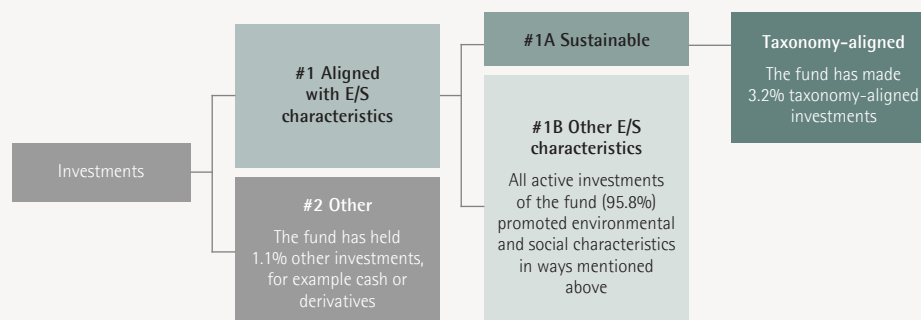 Investments
#1 Aligned
with E/S
characteristics
#2 Other
The fund has held
1.1% other investments,
for example cash or
derivatives
#1A Sustainable
#1B Other E/S
characteristics
All active investments
of the fund (95.8%)
promoted environmental
and social characteristics
in ways mentioned
above
Taxonomy-aligned
The fund has made
3.2% taxonomy-aligned
investments